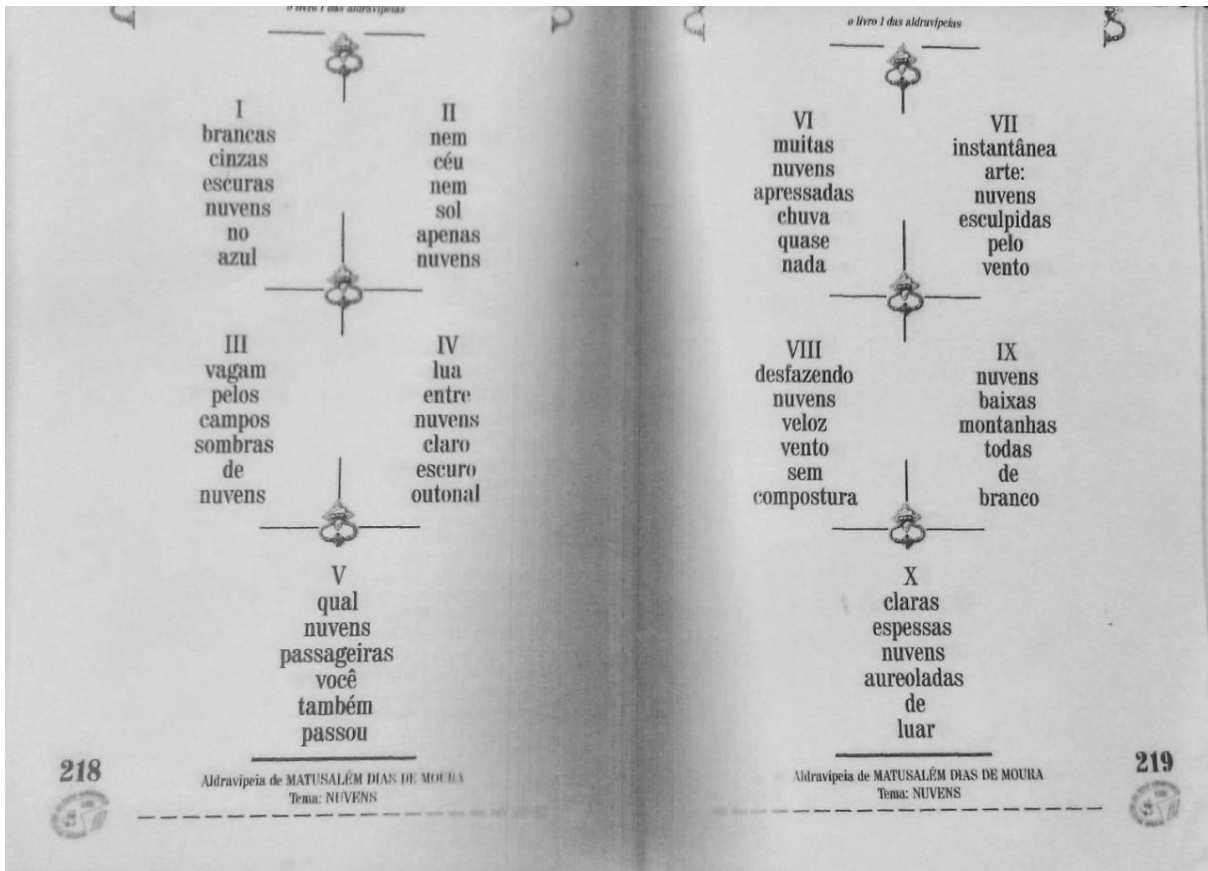 o livro I das aldravipeias
I
brancas
cinzas
escuras
nuvens
no
azul
II
nem
céu
nem
sol
apenas
nuvens
III
vagam
pelos
campos
sombras
de
nuvens
IV
lua
entre
nuvens
claro
escuro
outonal
V
qual
nuvens
passageiras
você
também
passou
Aldravipeia de MATUSALÉM DIAS DE MOURA
Tema: NUVENS
218
o livro I das aldravipeias
VI
muitas
nuvens
apressadas
chuva
quase
nada
VII
instantânea
arte:
nuvens
esculpidas
pelo
vento
VIII
desfazendo
nuvens
veloz
vento
sem
compostura
IX
nuvens
baixas
montanhas
todas
de
branco
X
claras
espessas
nuvens
aureoladas
de
luar
Aldravipeia de MATUSALÉM DIAS DE MOURA
Tema: NUVENS
219